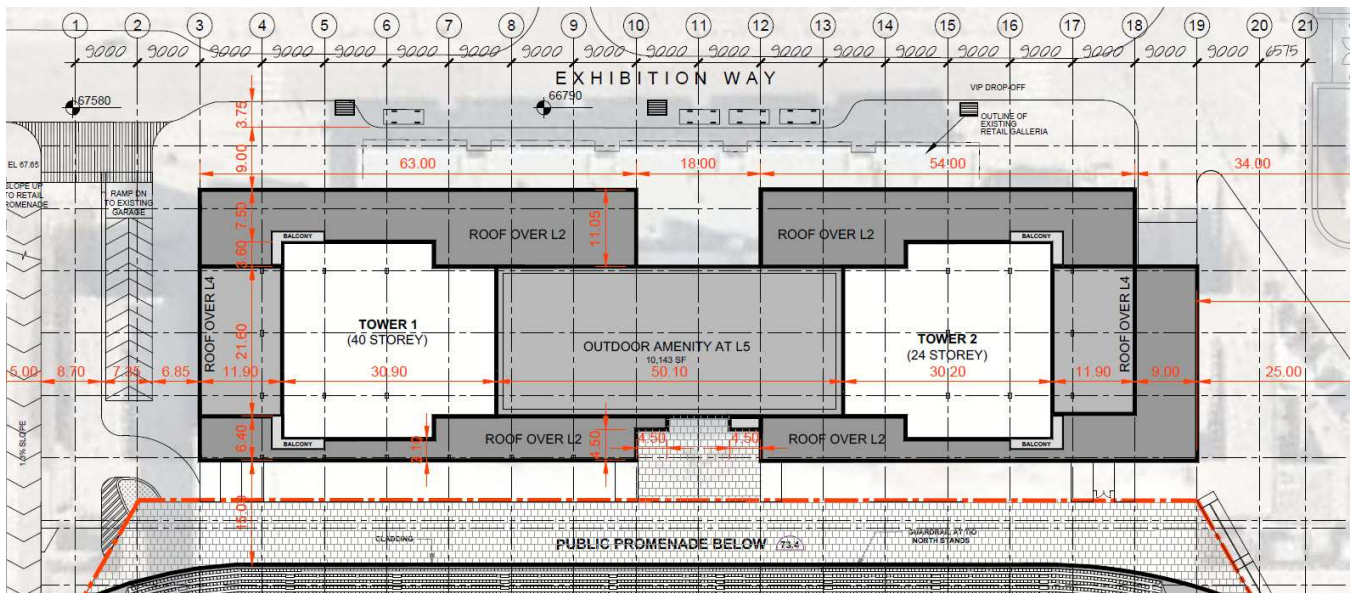 1 2 3 4 5 6 7 8 9 10 11 12 13 14 15 16 17 18 19 20 21
9000 9000 9000 9000 9000 9000 9000 9000 9000 9000 9000 9000 9000 9000 9000 9000 9000 9000 9000 6575
EXHIBITION WAY
VIP DROP-OFF
67580
66790
OUTLINE OF
EXISTING
RETAIL GALLERIA
3.75
9.00
EL 67.65
SLOPE UP
TO RETAIL
PROMENADE
RAMP DN
TO EXISTING
GARAGE
63.00
18.00
54.00
34.00
7.50
11.05
ROOF OVER L2
ROOF OVER L2
BALCONY
BALCONY
3.60
ROOF OVER L4
21.60
TOWER 1
(40 STOREY)
OUTDOOR AMENITY AT L5
10,143 SF
TOWER 2
(24 STOREY)
ROOF OVER L4
5.00 8.70 7.35 6.85 11.90 30.90 50.10 30.20 11.90 9.00 25.00
6.40
BALCONY
3.10
ROOF OVER L2
4.50
4.50
4.50
ROOF OVER L2
BALCONY
1.3% SLOPE
15.00
CLADDING
PUBLIC PROMENADE BELOW
73.4
GUARDRAIL AT T/O
NORTH STANDS